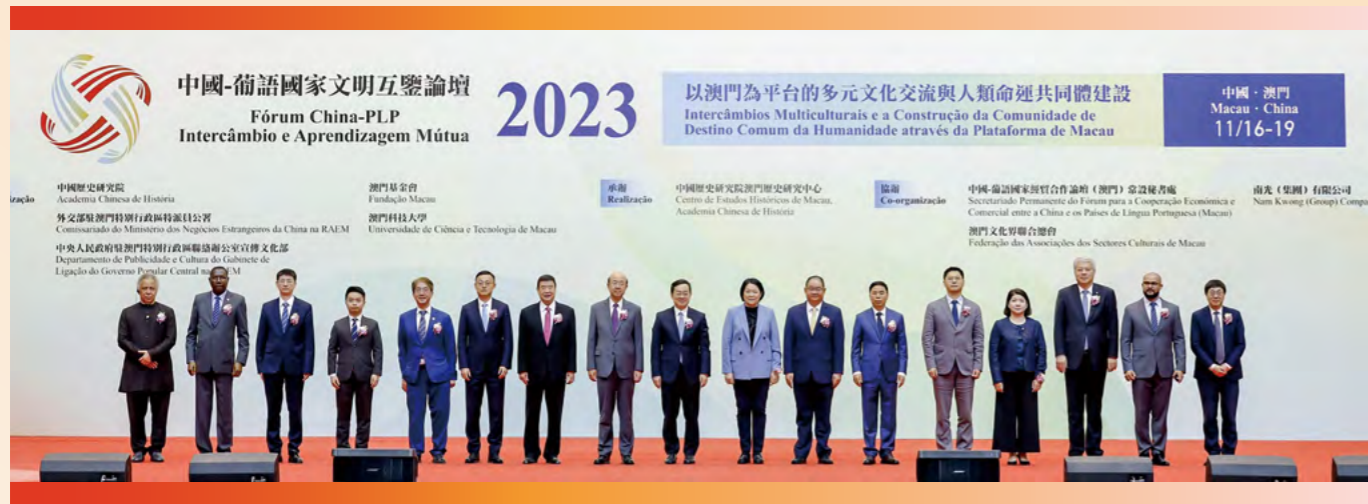 中國-葡語國家文明互鑒論壇
Fórum China-PLP
Intercâmbio e Aprendizagem Mútua
2023
以澳門為平台的多元文化交流與人類命運共同體建設
Intercâmbios Multiculturais e a Construção da Comunidade de
Destino Comum da Humanidade através da Plataforma de Macau
中國·澳門
Macau · China
11/16-19
ização
中國歷史研究院
Academia Chinesa de História
外交部駐澳門特別行政區特派員公署
Comissariado do Ministério dos Negócios Estrangeiros da China na RAEM
中央人民政府駐澳門特別行政區聯絡辦公室宣傳文化部
Departamento de Publicidade e Cultura do Gabinete de
Ligação do Governo Popular Central na
澳門基金會
Fundação Macau
澳門科技大學
Universidade de Ciência e Tecnologia de Macau
承辦
Realização
中國歷史研究院澳門歷史研究中心
Centro de Estudos Históricos de Macau,
Academia Chinesa de História
協辦
Co-organização
中國-葡語國家經貿合作論壇（澳門）常設秘書處
Secretariado Permanente do Fórum para a Cooperação Económica e
Comercial entre a China e os Países de Língua Portuguesa (Macau)
澳門文化界聯合總會
Federação das Associações dos Sectores Culturais de Macau
南光（集團）有限公司
Nam Kwong (Group) Compa